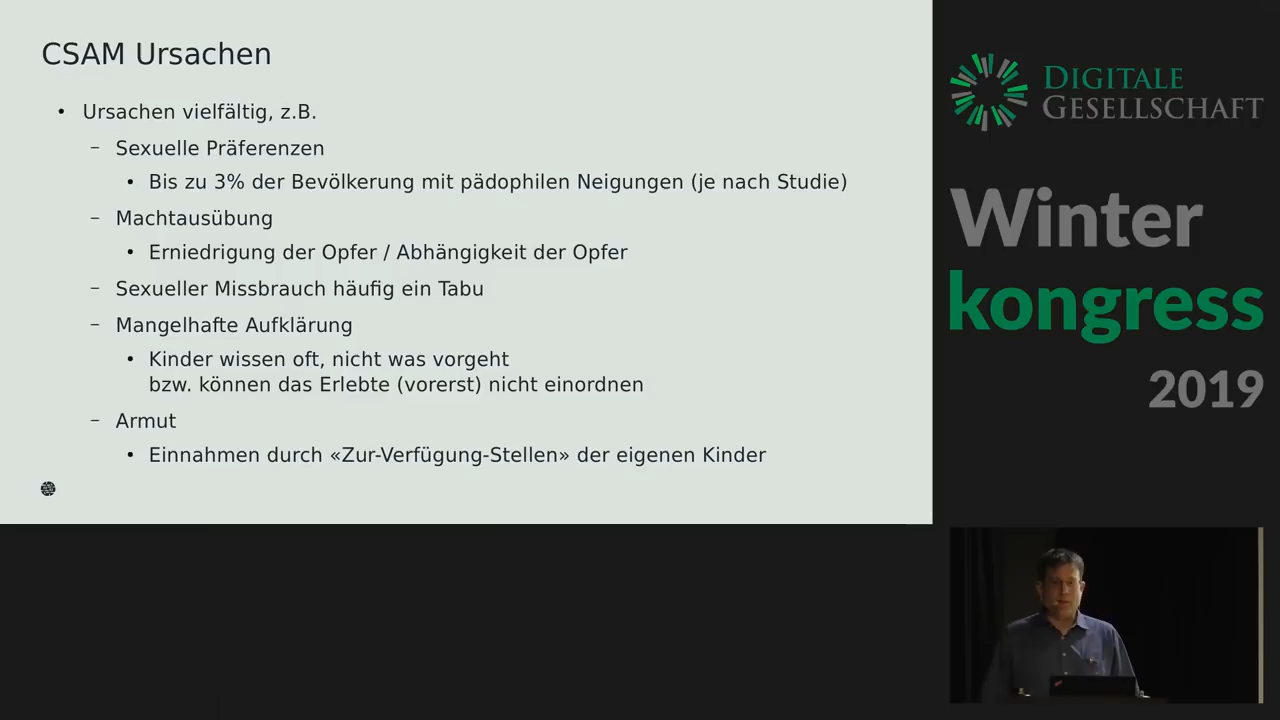 CSAM Ursachen
• Ursachen vielfältig, z.B.
– Sexuelle Präferenzen
• Bis zu 3% der Bevölkerung mit pädophilen Neigungen (je nach Studie)
– Machtausübung
• Erniedrigung der Opfer / Abhängigkeit der Opfer
– Sexueller Missbrauch häufig ein Tabu
– Mangelhafte Aufklärung
• Kinder wissen oft, nicht was vorgeht
bzw. können das Erlebte (vorerst) nicht einordnen
– Armut
• Einnahmen durch «Zur-Verfügung-Stellen» der eigenen Kinder
DIGITALE
GESELLSCHAFT
Winter
kongress
2019